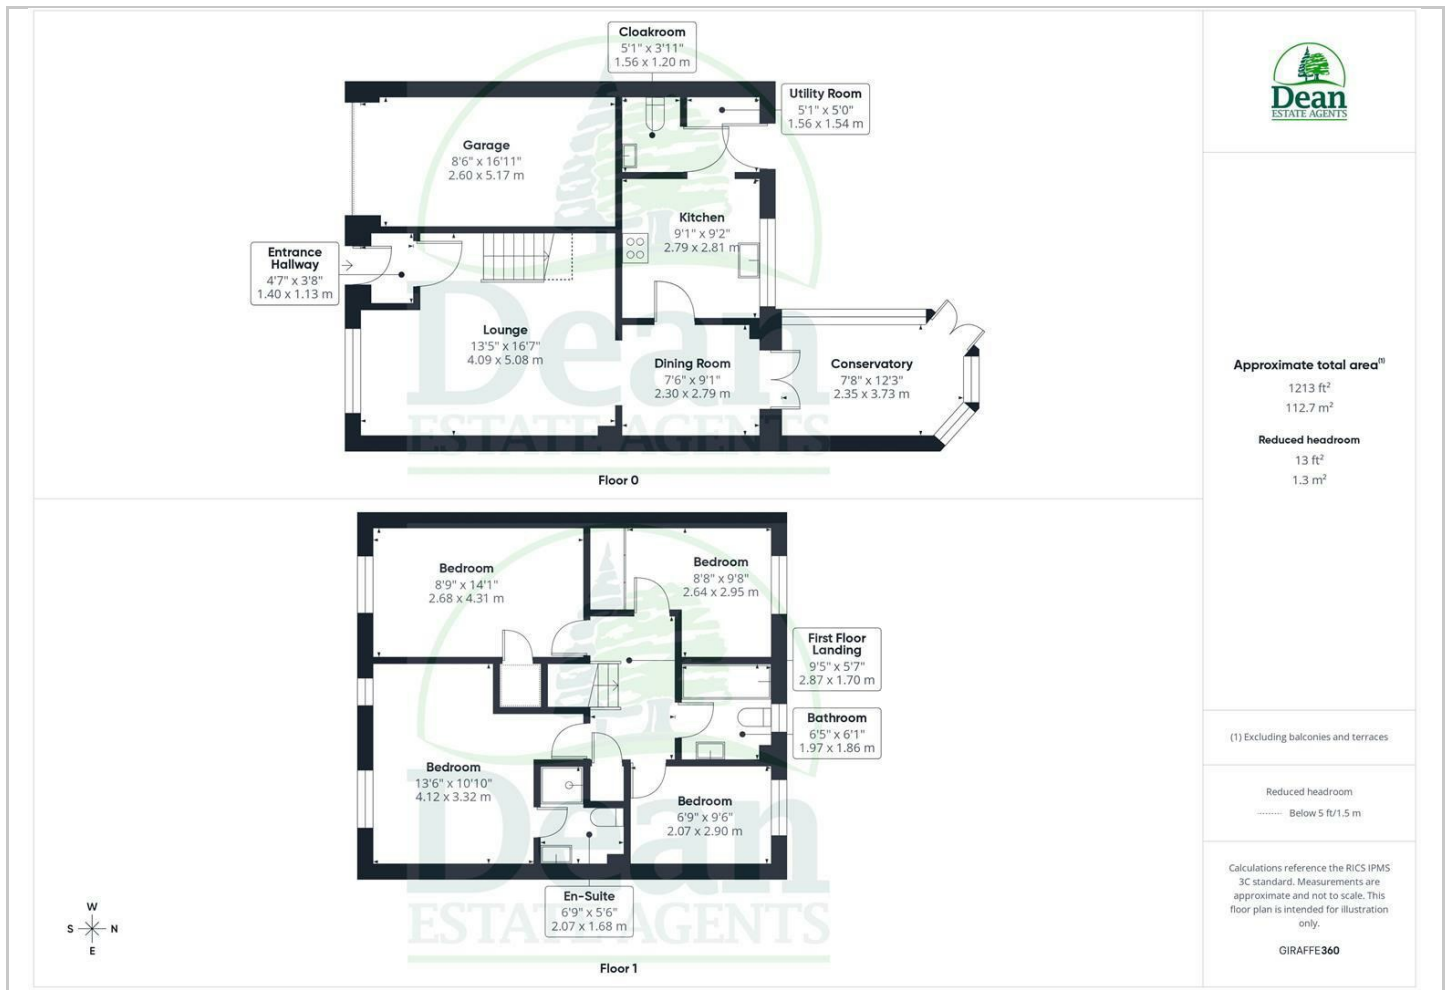 Cloakroom
5'1" x 3'11"
1.56 x 1.20 m
Utility Room
5'1" x 5'0"
1.56 x 1.54 m
Garage
8'6" x 16'11"
2.60 x 5.17 m
Kitchen
9'1" x 9'2"
2.79 x 2.81 m
Entrance
Hallway
4'7" x 3'8"
1.40 x 1.13 m
Lounge
13'5" x 16'7"
4.09 x 5.08 m
Dining Room
7'6" x 9'1"
2.30 x 2.79 m
Conservatory
7'8" x 12'3"
2.35 x 3.73 m
Dean
ESTATE AGENTS
Floor 0
Bedroom
8'9" x 14'1"
2.68 x 4.31 m
Bedroom
8'8" x 9'8"
2.64 x 2.95 m
First Floor
Landing
9'5" x 5'7"
2.87 x 1.70 m
Bathroom
6'5" x 6'1"
1.97 x 1.86 m
Bedroom
13'6" x 10'10"
4.12 x 3.32 m
Bedroom
6'9" x 9'6"
2.07 x 2.90 m
En-Suite
6'9" x 5'6"
2.07 x 1.68 m
Dean
ESTATE AGENTS
Floor 1
W
S N
E
Dean
ESTATE AGENTS
Approximate total area(1)
1213 ft²
112.7 m²
Reduced headroom
13 ft²
1.3 m²
(1) Excluding balconies and terraces
Reduced headroom
Below 5 ft/1.5 m
Calculations reference the RICS IPMS
3C standard. Measurements are
approximate and not to scale. This
floor plan is intended for illustration
only.
GIRAFFE360